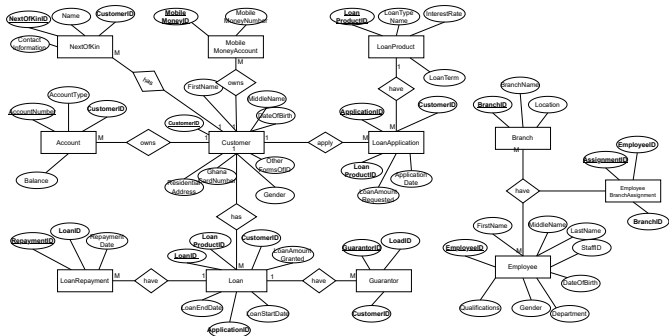 Name
CustomerID
NextOfKinID
Contact
Information
NextOfKin
M
has
Mobile
MoneyID
Mobile
MoneyNumber
Mobile
MoneyAccount
M
owns
Loan
ProductID
LoanType
Name
InterestRate
LoanProduct
LoanTerm
1
have
M
AccountType
AccountNumber
CustomerID
Account
Balance
M
owns
1
FirstName
MiddleName
DateOfBirth
CustomerID
1
1
Customer
1
1
Other
FormsOfID
Ghana
CardNumber
Residential
Address
Gender
apply
M
ApplicationID
CustomerID
LoanApplication
Loan
ProductID
LoanAmount
Requested
Application
Date
BranchName
BranchID
Location
Branch
M
have
M
EmployeeID
AssignmentID
Employee
BranchAssignment
BranchID
FirstName
MiddleName
LastName
StaffID
EmployeeID
Employee
DateOfBirth
Qualifications
Gender
Department
has
M
RepaymentID
LoanID
Repayment
Date
LoanRepayment
M
have
1
Loan
ProductID
LoanID
CustomerID
LoanAmount
Granted
Loan
LoanEndDate
LoanStartDate
ApplicationID
1
have
M
GuarantorID
LoadID
Guarantor
CustomerID